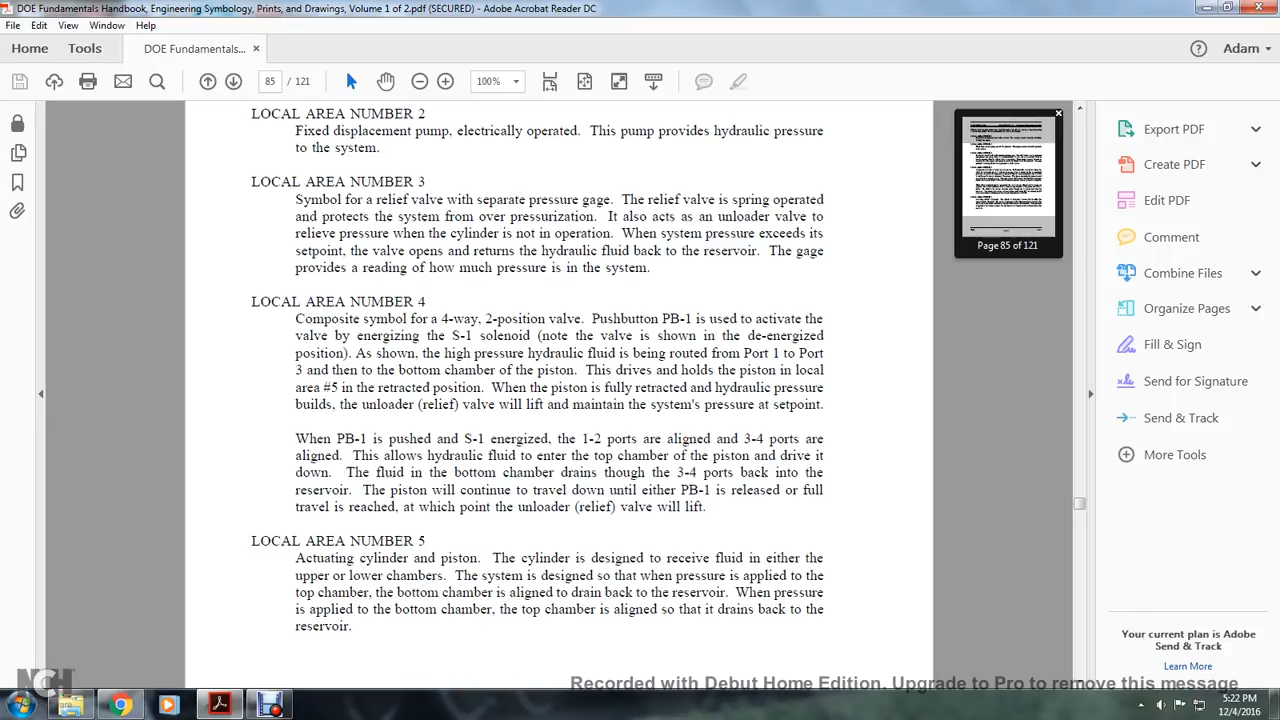 DOE Fundamentals Handbook, Engineering Symbology, Prints, and Drawings, Volume 1 of 2.pdf (SECURED) - Adobe Acrobat Reader DC
File Edit View Window Help
Home Tools DOE Fundamentals... × Adam
85 / 121 100%
LOCAL AREA NUMBER 2
Fixed displacement pump, electrically operated. This pump provides hydraulic pressure
to the system.
LOCAL AREA NUMBER 3
Symbol for a relief valve with separate pressure gage. The relief valve is spring operated
and protects the system from over pressurization. It also acts as an unloader valve to
relieve pressure when the cylinder is not in operation. When system pressure exceeds its
setpoint, the valve opens and returns the hydraulic fluid back to the reservoir. The gage
provides a reading of how much pressure is in the system.
LOCAL AREA NUMBER 4
Composite symbol for a 4-way, 2-position valve. Pushbutton PB-1 is used to activate the
valve by energizing the S-1 solenoid (note the valve is shown in the de-energized
position). As shown, the high pressure hydraulic fluid is being routed from Port 1 to Port
3 and then to the bottom chamber of the piston. This drives and holds the piston in local
area #5 in the retracted position. When the piston is fully retracted and hydraulic pressure
builds, the unloader (relief) valve will lift and maintain the system's pressure at setpoint.
When PB-1 is pushed and S-1 energized, the 1-2 ports are aligned and 3-4 ports are
aligned. This allows hydraulic fluid to enter the top chamber of the piston and drive it
down. The fluid in the bottom chamber drains though the 3-4 ports back into the
reservoir. The piston will continue to travel down until either PB-1 is released or full
travel is reached, at which point the unloader (relief) valve will lift.
LOCAL AREA NUMBER 5
Actuating cylinder and piston. The cylinder is designed to receive fluid in either the
upper or lower chambers. The system is designed so that when pressure is applied to the
top chamber, the bottom chamber is aligned to drain back to the reservoir. When pressure
is applied to the bottom chamber, the top chamber is aligned so that it drains back to the
reservoir.
Page 85 of 121
Export PDF
Create PDF
Edit PDF
Comment
Combine Files
Organize Pages
Fill & Sign
Send for Signature
Send & Track
More Tools
Your current plan is Adobe
Send & Track
Learn More
NCH
Recorded with Debut Home Edition. Upgrade to Pro to remove this message
5:22 PM
12/4/2016